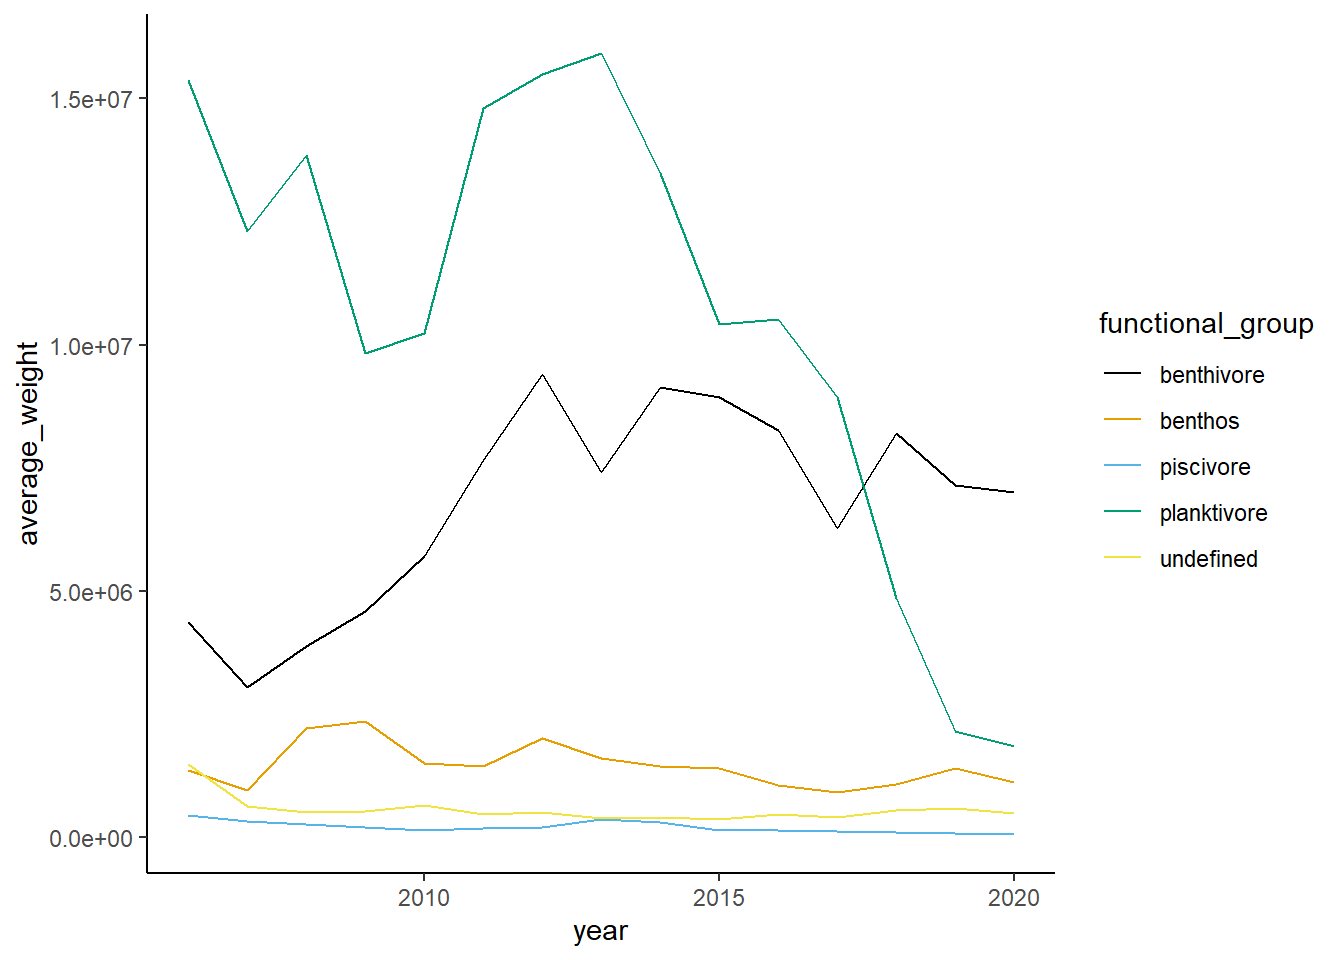 average_weight
1.5e+07
1.0e+07
5.0e+06
0.0e+00
2010
2015
2020
year
functional_group
benthivore
benthos
piscivore
planktivore
undefined